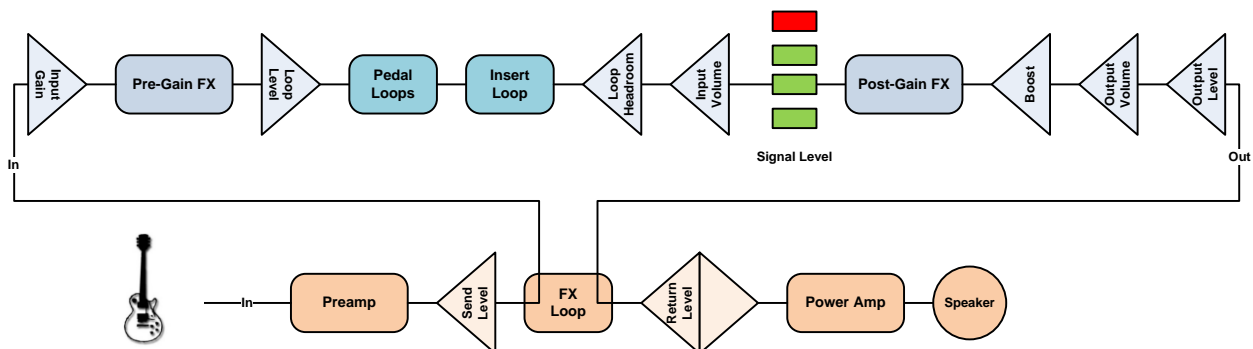 Input
Gain
Pre-Gain FX
Loop
Level
Pedal
Loops
Insert
Loop
Loop
Headroom
Input
Volume
Signal Level
Post-Gain FX
Boost
Output
Volume
Output
Level
In
Out
In
Preamp
Send
Level
FX
Loop
Return
Level
Power Amp
Speaker